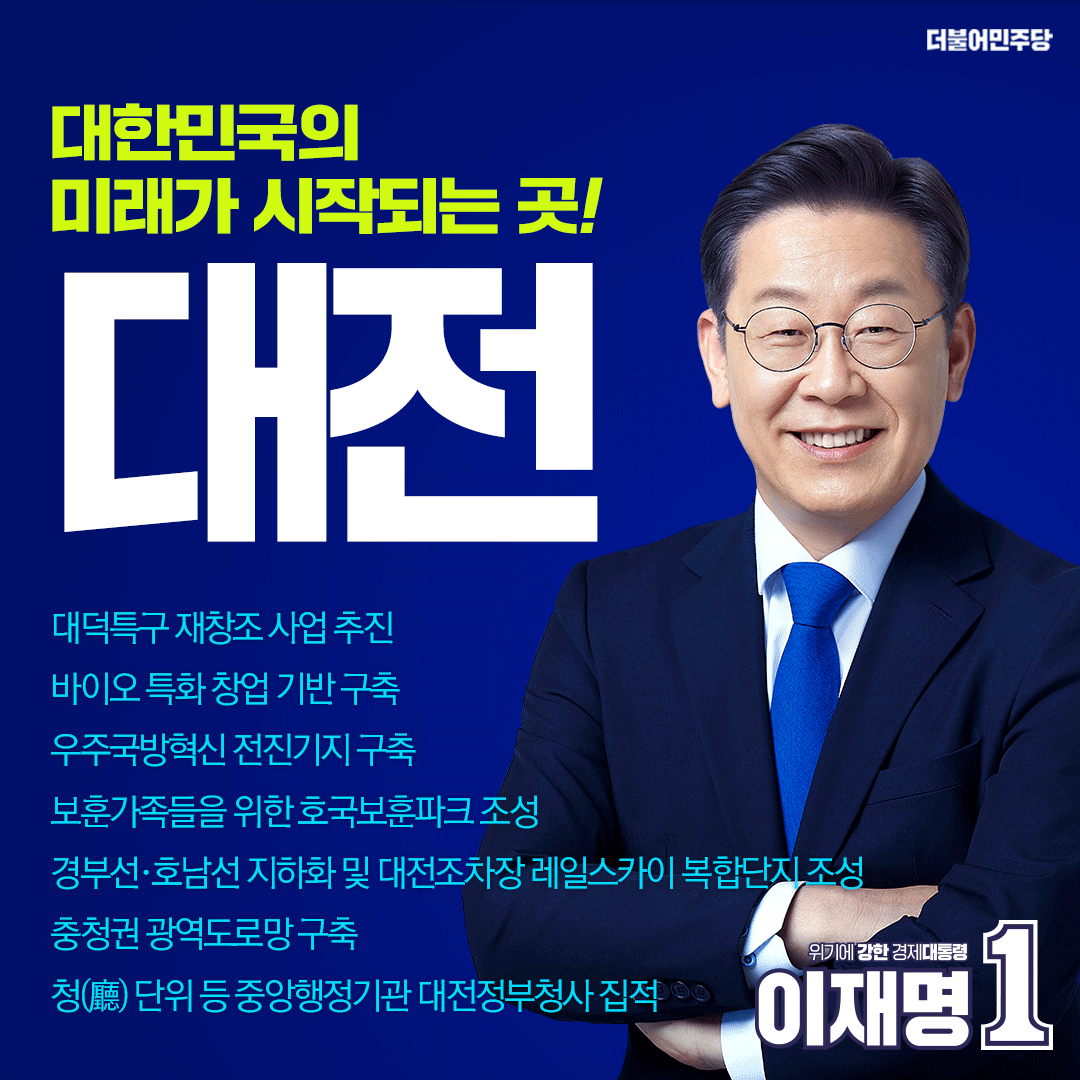 더불어민주당
대한민국의
미래가 시작되는 곳!
대전
대덕특구 재창조 사업 추진
바이오 특화 창업 기반 구축
우주국방혁신 전진기지 구축
보훈가족들을 위한 호국보훈파크 조성
경부선·호남선 지하화 및 대전조차장 레일스카이 복합단지 조성
충청권 광역도로망 구축
청(廳) 단위 등 중앙행정기관 대전정부청사 집적
위기에 강한 경제대통령
이재명 1